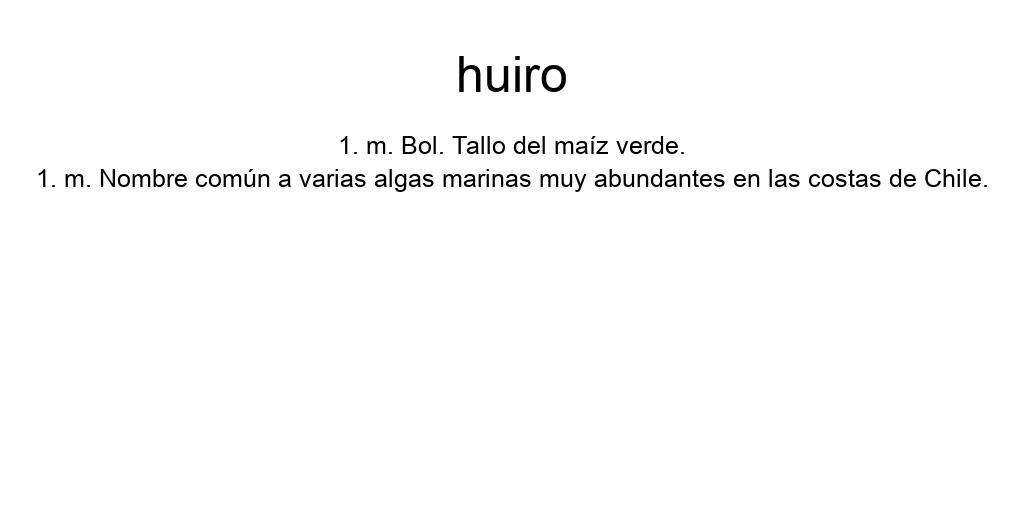 huiro
1. m. Bol. Tallo del maíz verde.
1. m. Nombre común a varias algas marinas muy abundantes en las costas de Chile.